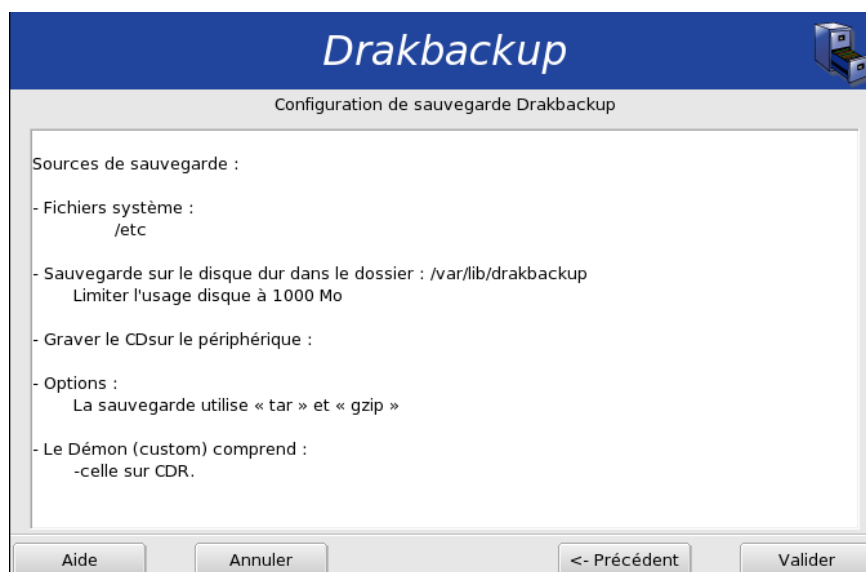 Drakbackup
Configuration de sauvegarde Drakbackup
Sources de sauvegarde :
- Fichiers système :
/etc
- Sauvegarde sur le disque dur dans le dossier : /var/lib/drakbackup
Limiter l'usage disque à 1000 Mo
- Graver le CDsur le périphérique :
- Options :
La sauvegarde utilise « tar » et « gzip »
- Le Démon (custom) comprend :
-celle sur CDR.
Aide
Annuler
<- Précédent
Valider